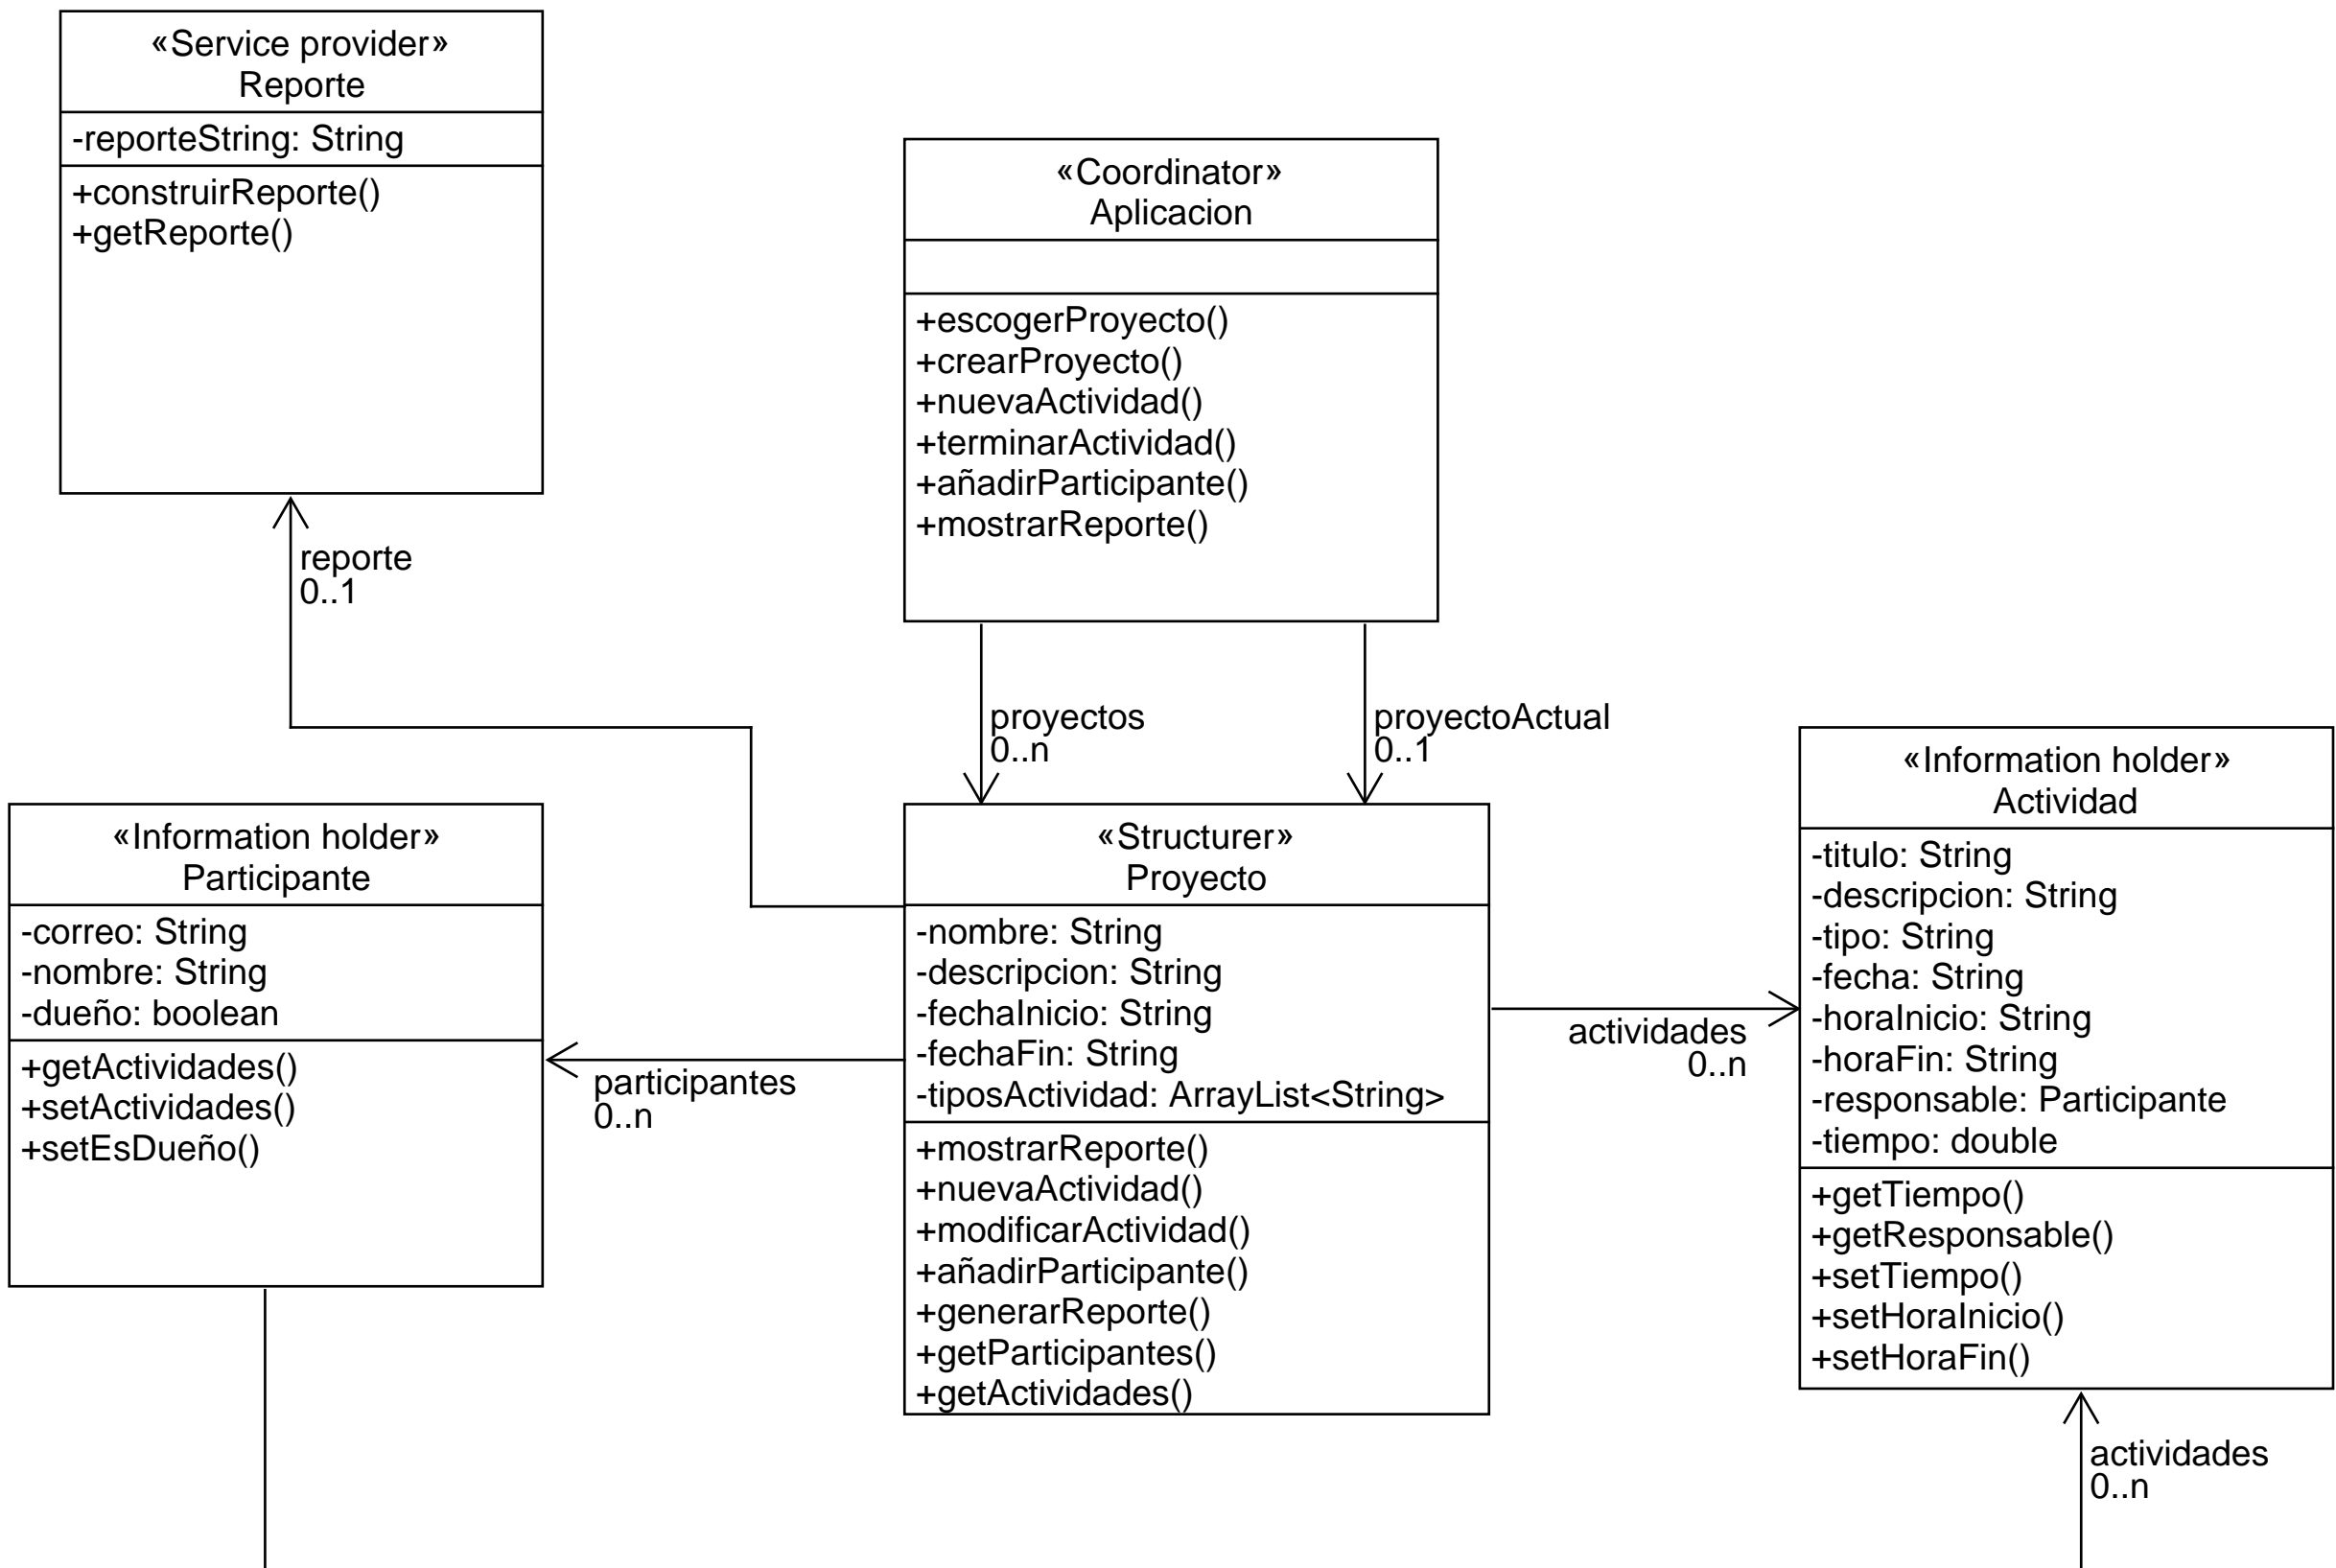 «Service provider»
Reporte
-reporteString: String
+construirReporte()
+getReporte()
«Coordinator»
Aplicacion
+escogerProyecto()
+crearProyecto()
+nuevaActividad()
+terminarActividad()
+añadirParticipante()
+mostrarReporte()
reporte
0..1
proyectos
0..n
proyectoActual
0..1
«Information holder»
Participante
-correo: String
-nombre: String
-dueño: boolean
+getActividades()
+setActividades()
+setEsDueño()
participantes
0..n
«Structurer»
Proyecto
-nombre: String
-descripcion: String
-fechaInicio: String
-fechaFin: String
-tiposActividad: ArrayList<String>
+mostrarReporte()
+nuevaActividad()
+modificarActividad()
+añadirParticipante()
+generarReporte()
+getParticipantes()
+getActividades()
actividades
0..n
«Information holder»
Actividad
-titulo: String
-descripcion: String
-tipo: String
-fecha: String
-horaInicio: String
-horaFin: String
-responsable: Participante
-tiempo: double
+getTiempo()
+getResponsable()
+setTiempo()
+setHoraInicio()
+setHoraFin()
actividades
0..n